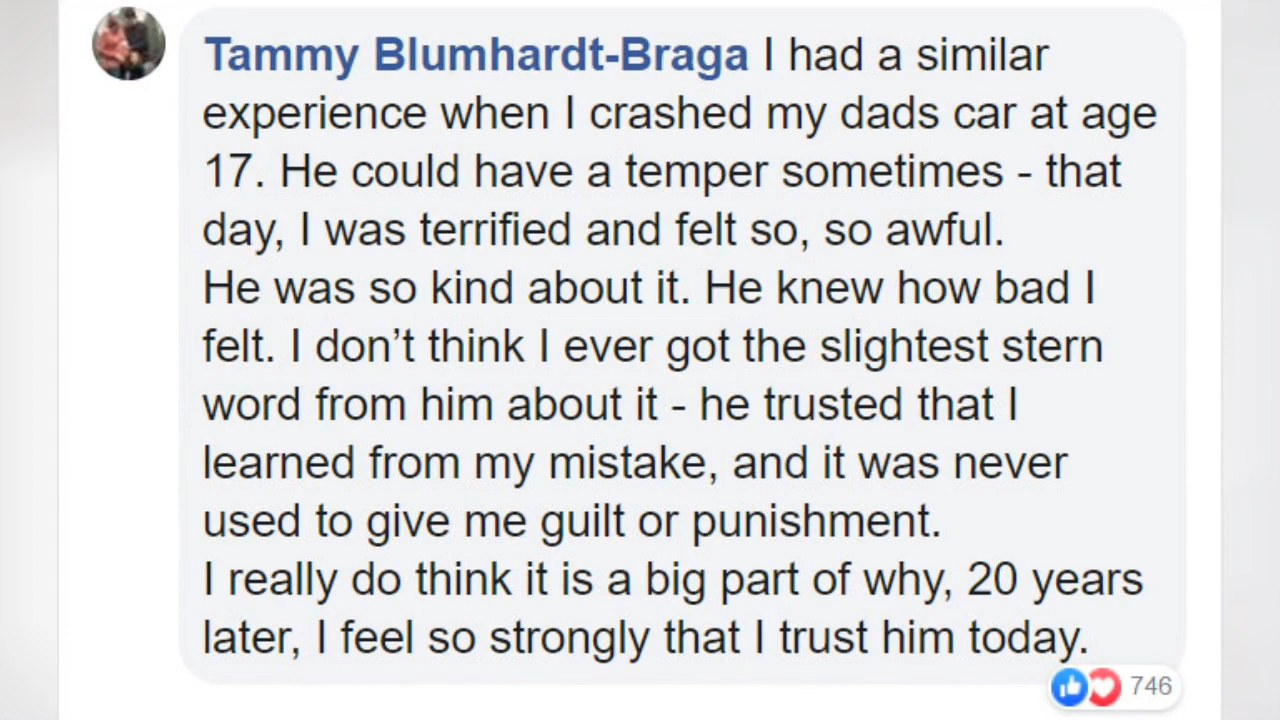 Tammy Blumhardt-Braga I had a similar
experience when I crashed my dads car at age
17. He could have a temper sometimes - that
day, I was terrified and felt so, so awful.
He was so kind about it. He knew how bad I
felt. I don’t think I ever got the slightest stern
word from him about it - he trusted that I
learned from my mistake, and it was never
used to give me guilt or punishment.
I really do think it is a big part of why, 20 years
later, I feel so strongly that I trust him today.
746